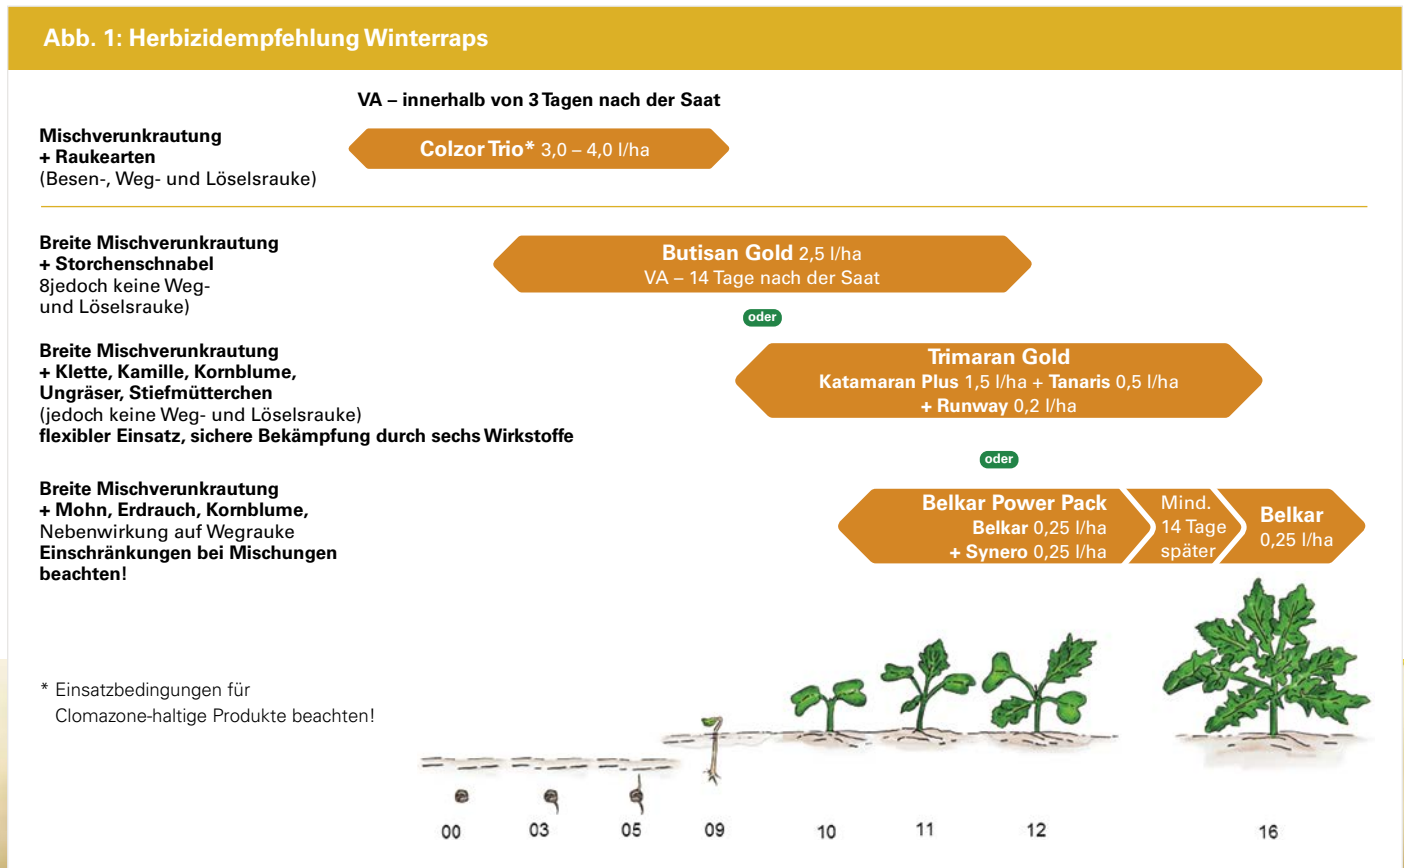 Abb. 1: Herbizidempfehlung Winterraps
VA – innerhalb von 3 Tagen nach der Saat
Mischverunkrautung
+ Raukearten
(Besen-, Weg- und Löselsrauke)
Colzor Trio* 3,0 – 4,0 l/ha
Breite Mischverunkrautung
+ Storchenschnabel
8jedoch keine Weg-
und Löselsrauke)
Butisan Gold 2,5 l/ha
VA – 14 Tage nach der Saat
oder
Breite Mischverunkrautung
+ Klette, Kamille, Kornblume,
Ungräser, Stiefmütterchen
(jedoch keine Weg- und Löselsrauke)
flexibler Einsatz, sichere Bekämpfung durch sechs Wirkstoffe
Trimaran Gold
Katamaran Plus 1,5 l/ha + Tanaris 0,5 l/ha
+ Runway 0,2 l/ha
oder
Breite Mischverunkrautung
+ Mohn, Erdrauch, Kornblume,
Nebenwirkung auf Wegrauke
Einschränkungen bei Mischungen
beachten!
Belkar Power Pack
Belkar 0,25 l/ha
+ Synero 0,25 l/ha
Mind.
14 Tage
später
Belkar
0,25 l/ha
* Einsatzbedingungen für
Clomazone-haltige Produkte beachten!
00 03 05 09 10 11 12 16